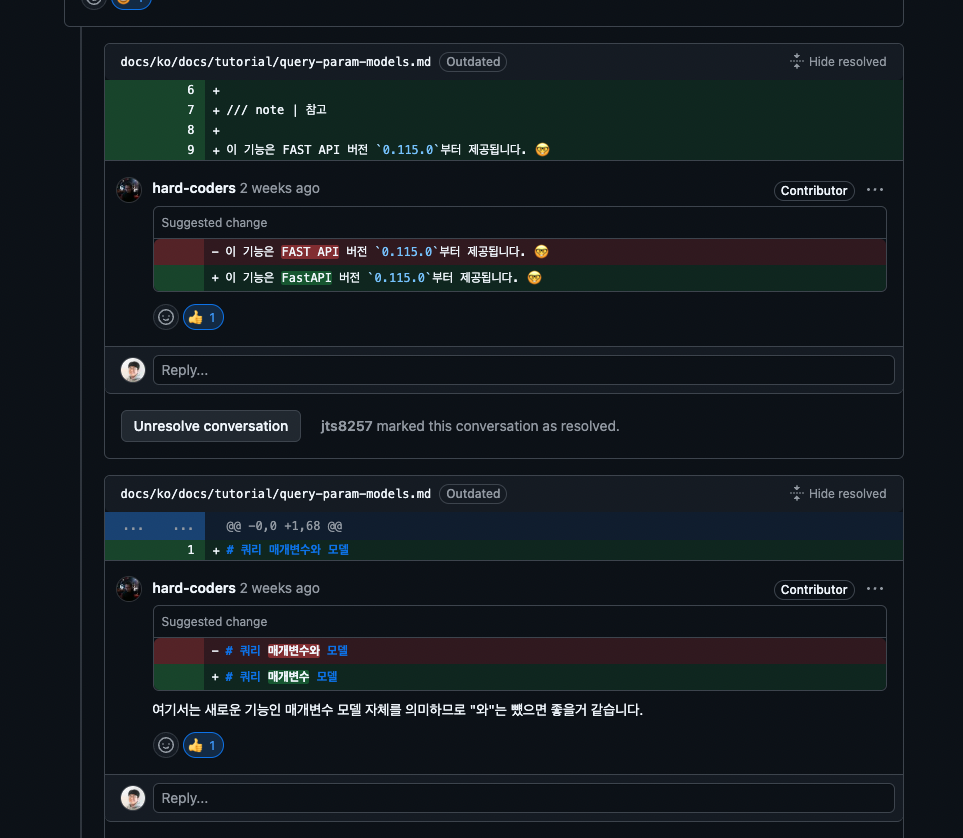 docs/ko/docs/tutorial/query-param-models.md Outdated Hide resolved
6 +
7 + /// note | 참고
8 +
9 + 이 기능은 FAST API 버전 `0.115.0`부터 제공됩니다. 🤓
hard-coders 2 weeks ago Contributor ...
Suggested change
- 이 기능은 FAST API 버전 `0.115.0`부터 제공됩니다. 🤓
+ 이 기능은 FastAPI 버전 `0.115.0`부터 제공됩니다. 🤓
👍 1
Reply...
Unresolve conversation jts8257 marked this conversation as resolved.
docs/ko/docs/tutorial/query-param-models.md Outdated Hide resolved
... ... @@ -0,0 +1,68 @@
1 + # 쿼리 매개변수와 모델
hard-coders 2 weeks ago Contributor ...
Suggested change
- # 쿼리 매개변수와 모델
+ # 쿼리 매개변수 모델
여기서는 새로운 기능인 매개변수 모델 자체를 의미하므로 "와"는 뺐으면 좋을거 같습니다.
👍 1
Reply...